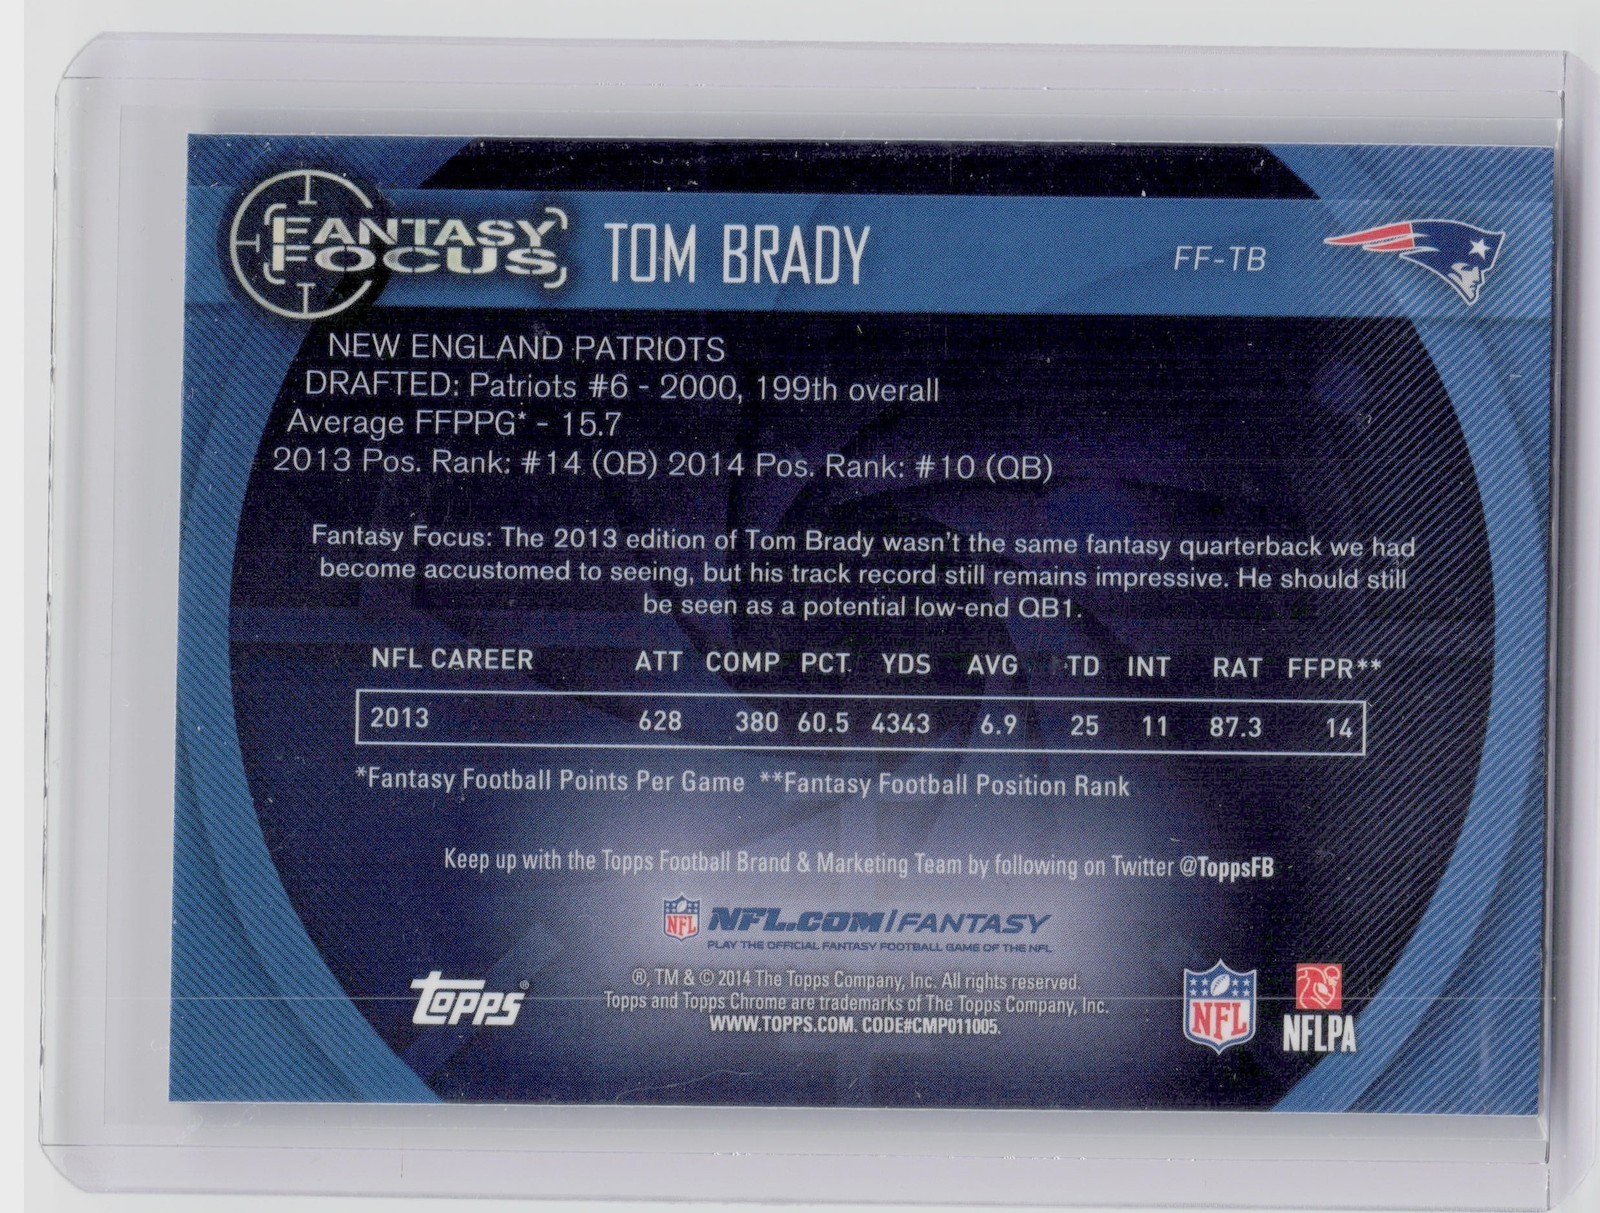 FANTASY
FOCUS
TOM BRADY
FF-TB
NEW ENGLAND PATRIOTS
DRAFTED: Patriots #6 - 2000, 199th overall
Average FFPPG* - 15.7
2013 Pos. Rank: #14 (QB) 2014 Pos. Rank: #10 (QB)
Fantasy Focus: The 2013 edition of Tom Brady wasn't the same fantasy quarterback we had
become accustomed to seeing, but his track record still remains impressive. He should still
be seen as a potential low-end QB1.
NFL CAREER ATT COMP PCT. YDS AVG TD INT RAT FFPR**
2013 628 380 60.5 4343 6.9 25 11 87.3 14
*Fantasy Football Points Per Game **Fantasy Football Position Rank
Keep up with the Topps Football Brand & Marketing Team by following on Twitter @ToppsFB
NFL NFL.COM/FANTASY
PLAY THE OFFICIAL FANTASY FOOTBALL GAME OF THE NFL
®, TM & © 2014 The Topps Company, Inc. All rights reserved.
Topps and Topps Chrome are trademarks of The Topps Company, Inc.
WWW.TOPPS.COM. CODE#CMP011005.
Topps®
NFL
NFLPA